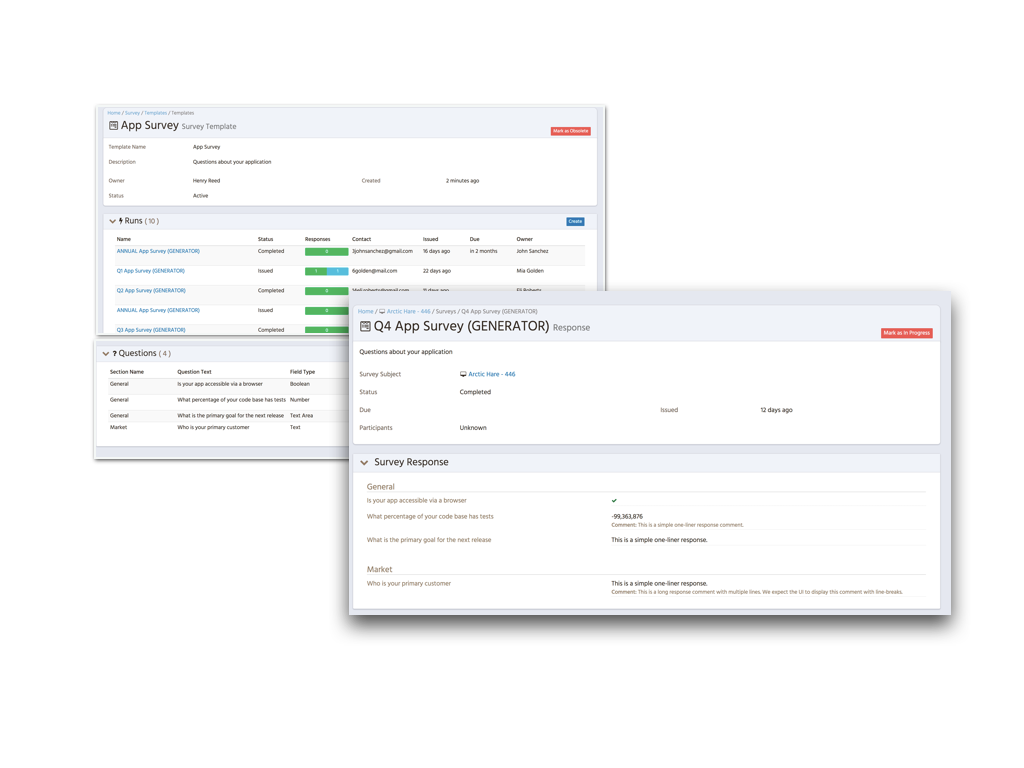 Home / Survey / Templates / Templates
App Survey Survey Template
Mark as Obsolete
Template Name App Survey
Description Questions about your application
Owner Henry Reed Created 2 minutes ago
Status Active
Runs ( 10 ) Create
Name Status Responses Contact Issued Due Owner
ANNUAL App Survey (GENERATOR) Completed 3johnsanchez@gmail.com 16 days ago in 2 months John Sanchez
Q1 App Survey (GENERATOR) Issued 1 1 6golden@mail.com 22 days ago Mia Golden
Q2 App Survey (GENERATOR) Completed
ANNUAL App Survey (GENERATOR) Issued
Q3 App Survey (GENERATOR) Completed
? Questions ( 4 )
Section Name Question Text Field Type
General Is your app accessible via a browser Boolean
General What percentage of your code base has tests Number
General What is the primary goal for the next release Text Area
Market Who is your primary customer Text
Home / Arctic Hare - 446 / Surveys / Q4 App Survey (GENERATOR)
Q4 App Survey (GENERATOR) Response
Mark as In Progress
Questions about your application
Survey Subject Arctic Hare - 446
Status Completed
Due Issued 12 days ago
Participants Unknown
Survey Response
General
Is your app accessible via a browser
What percentage of your code base has tests -99,363,876
Comment: This is a simple one-liner response comment.
What is the primary goal for the next release This is a simple one-liner response.
Market
Who is your primary customer This is a simple one-liner response.
Comment: This is a long response comment with multiple lines. We expect the UI to display this comment with line-breaks.